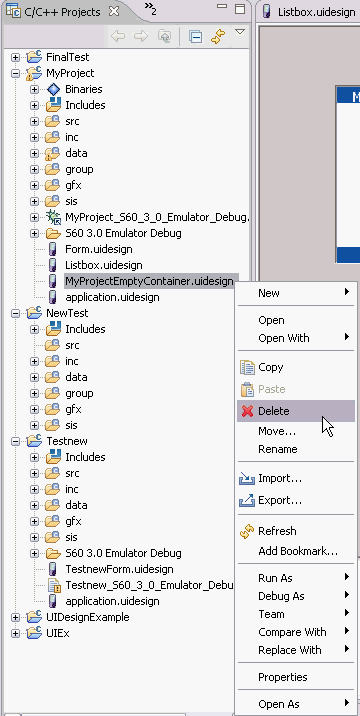 C/C++ Projects
2
Listbox.uidesign
FinalTest
MyProject
Binaries
Includes
src
inc
data
group
gfx
sis
MyProject_S60_3_0_Emulator_Debug.
S60 3.0 Emulator Debug
Form.uidesign
Listbox.uidesign
MyProjectEmptyContainer.uidesign
application.uidesign
NewTest
Includes
src
inc
data
group
gfx
sis
Testnew
Includes
src
inc
data
gfx
sis
S60 3.0 Emulator Debug
TestnewForm.uidesign
Testnew_S60_3_0_Emulator_Debu
application.uidesign
UIDesignExample
UIEx
New
Open
Open With
Copy
Paste
Delete
Move...
Rename
Import...
Export...
Refresh
Add Bookmark...
Run As
Debug As
Team
Compare With
Replace With
Properties
Open As